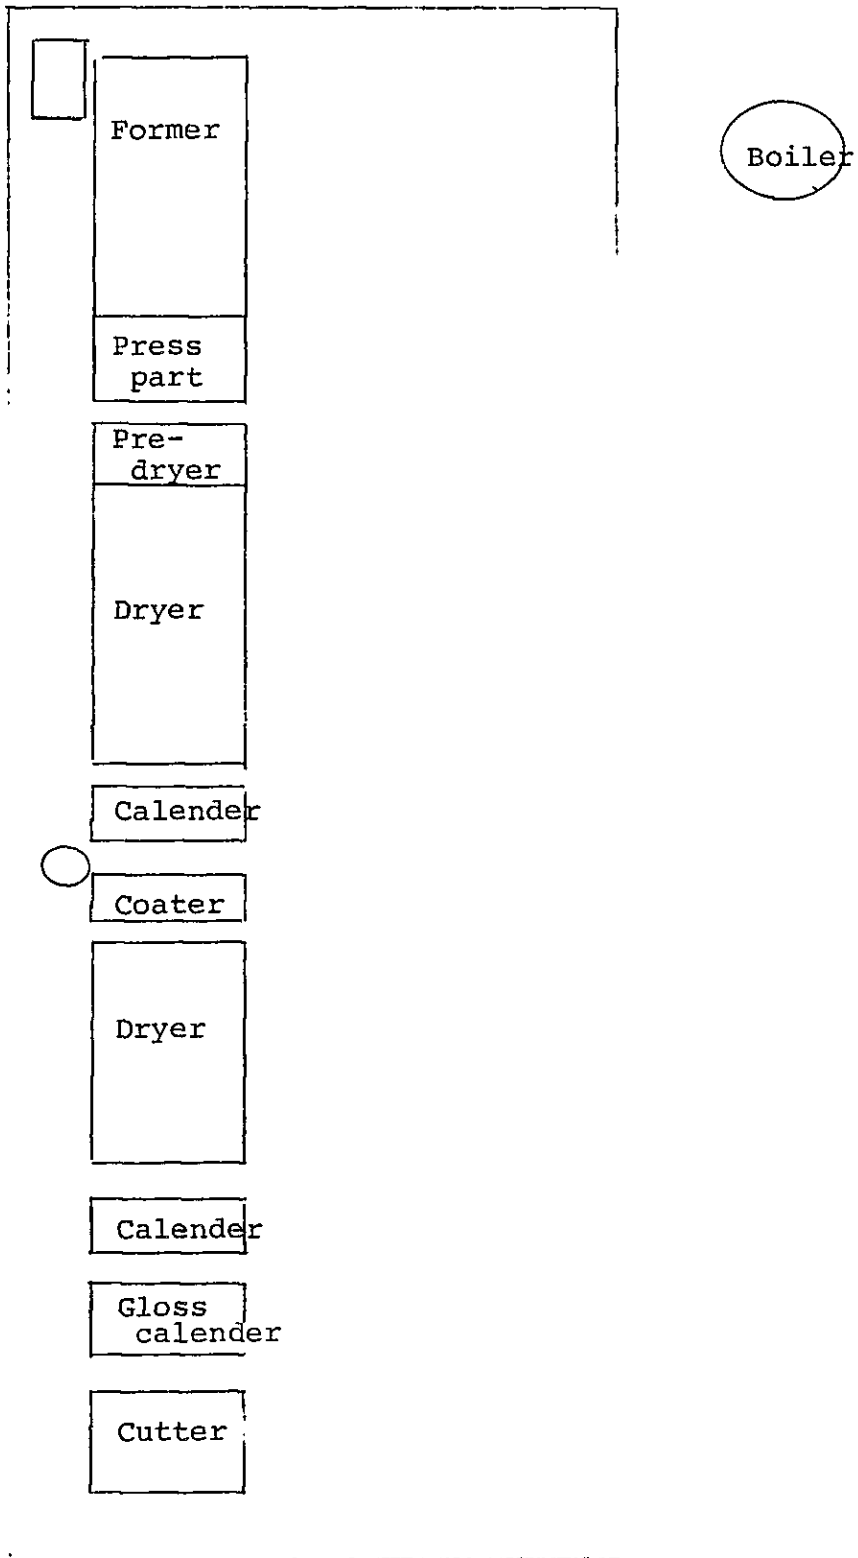 Former
Boiler
Press
part
Pre-
dryer
Dryer
Calender
Coater
Dryer
Calender
Gloss
calender
Cutter